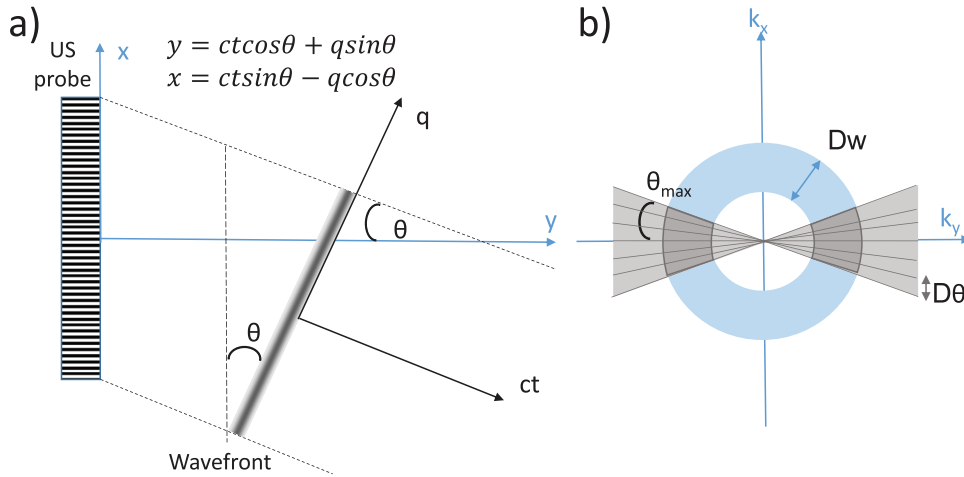 a)
US
probe
x
y = ctcosθ + qsinθ
x = ctsinθ − qcosθ
q
θ
y
θ
ct
Wavefront
b)
kx
Dw
θmax
ky
Dθ